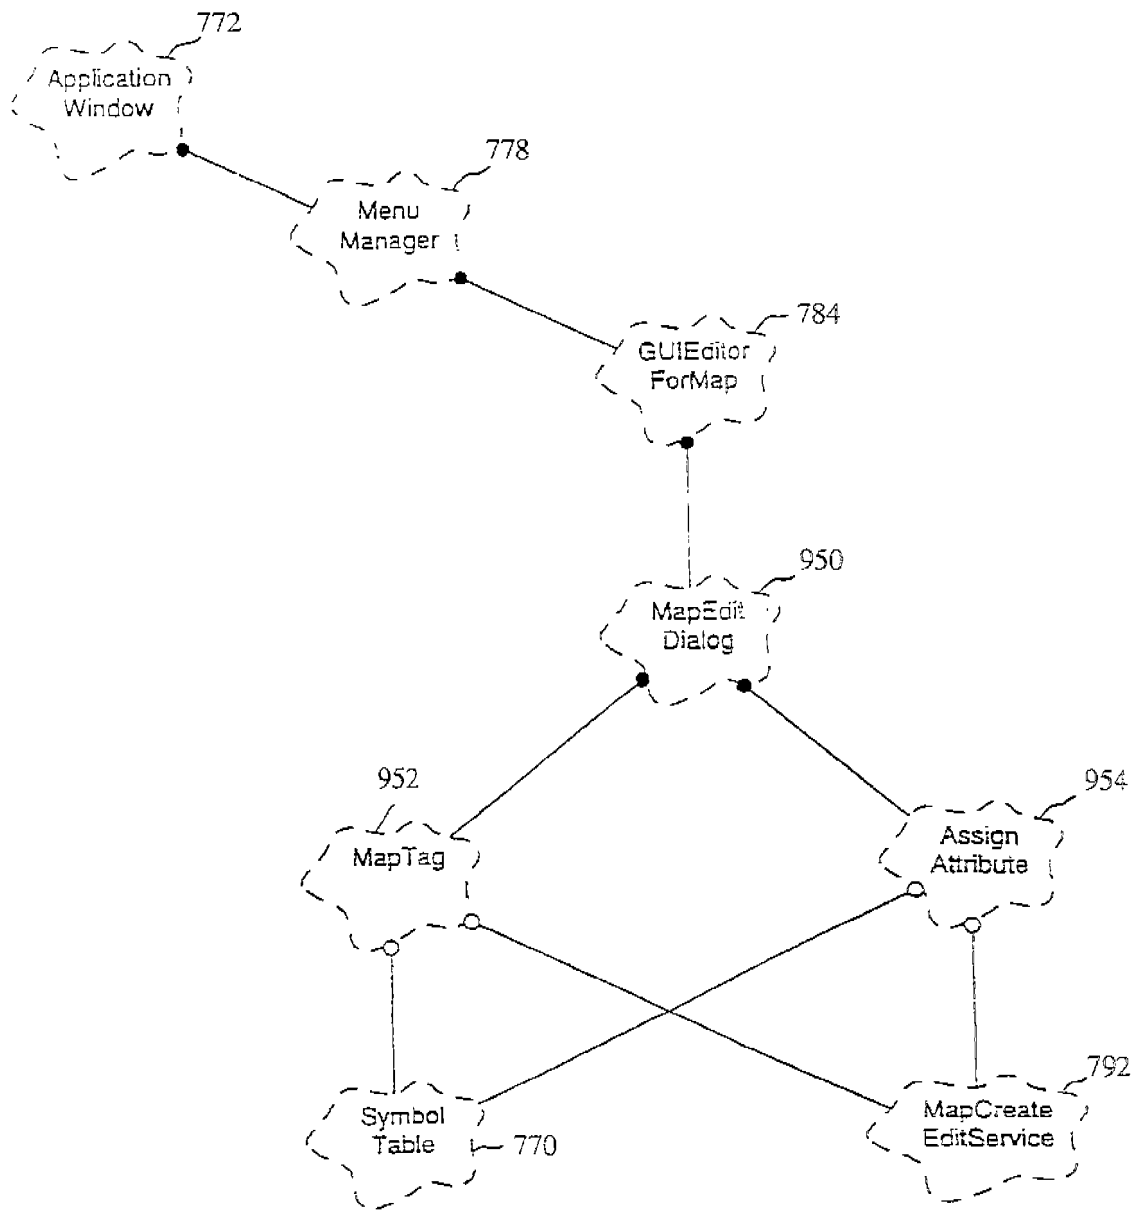 772
Application
Window
778
Menu
Manager
784
GUIEditor
ForMap
950
MapEdit
Dialog
952
MapTag
954
Assign
Attribute
Symbol
Table
770
792
MapCreate
EditService